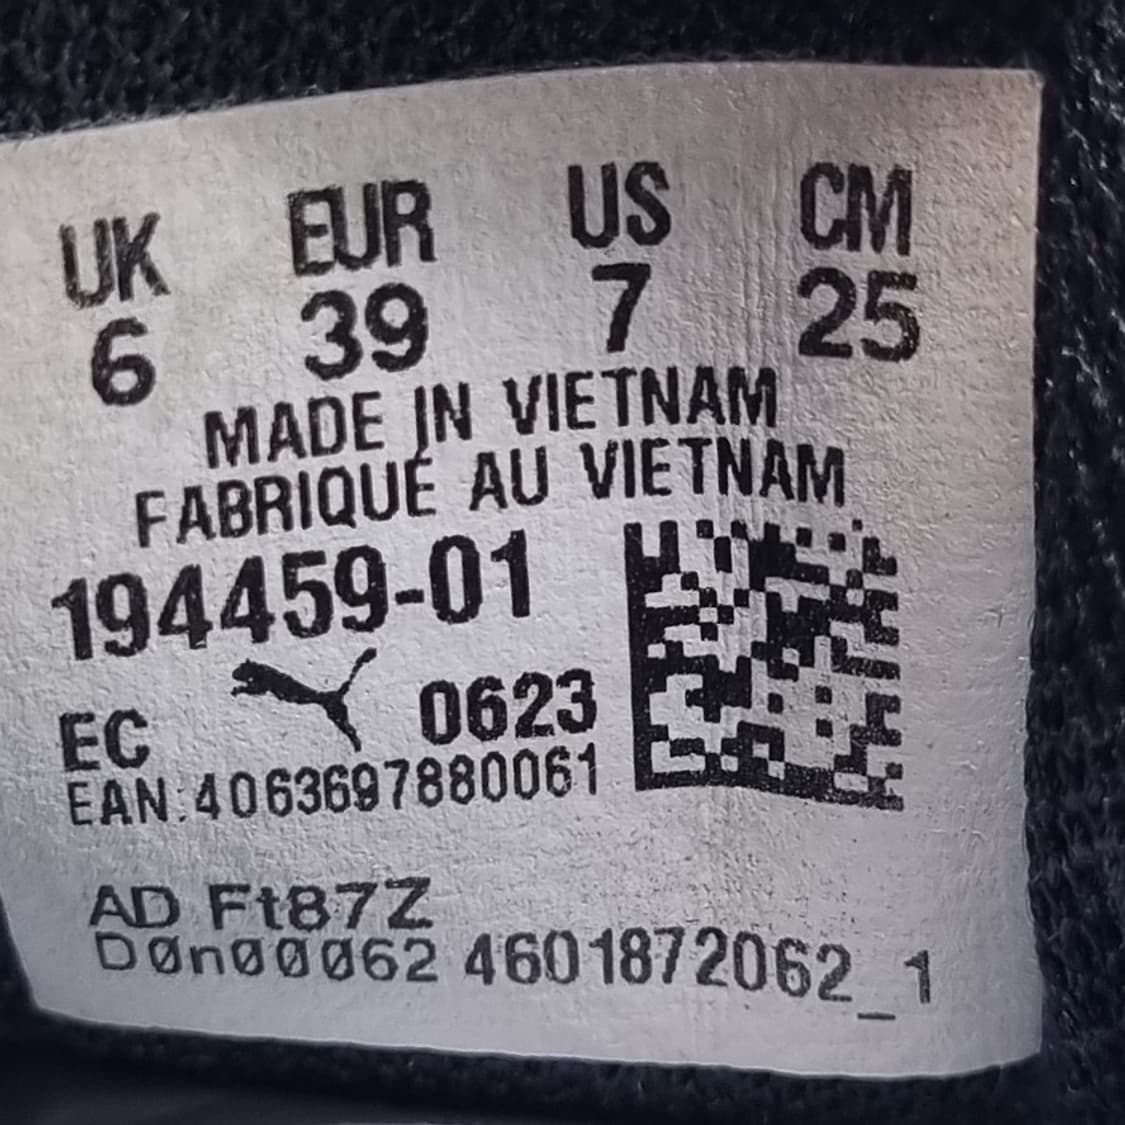 UK EUR US CM
6 39 7 25
MADE IN VIETNAM
FABRIQUÉ AU VIETNAM
194459-01
EC 0623
EAN:4063697880061
AD Ft87Z
D0n00062 4601872062_1